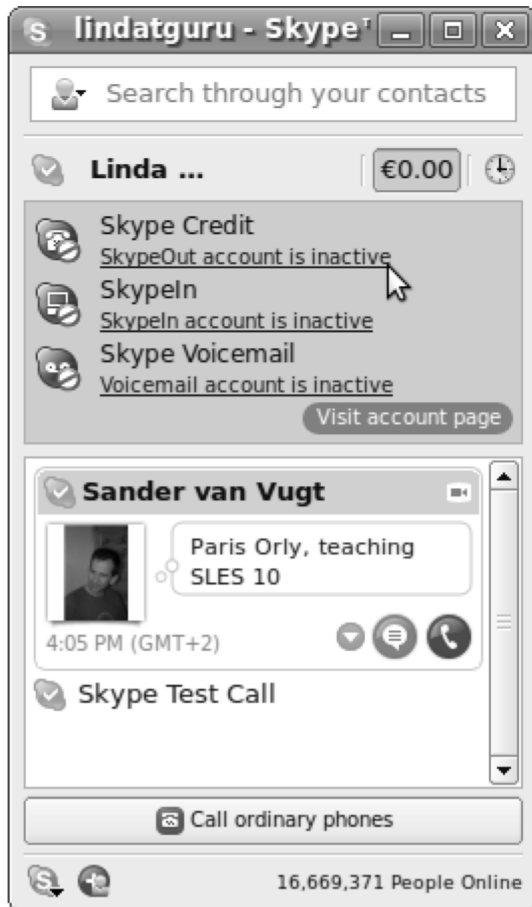 lindatguru - Skype™
Search through your contacts
Linda ...
€0.00
Skype Credit
SkypeOut account is inactive
SkypeIn
SkypeIn account is inactive
Skype Voicemail
Voicemail account is inactive
Visit account page
Sander van Vugt
Paris Orly, teaching
SLES 10
4:05 PM (GMT+2)
Skype Test Call
Call ordinary phones
16,669,371 People Online